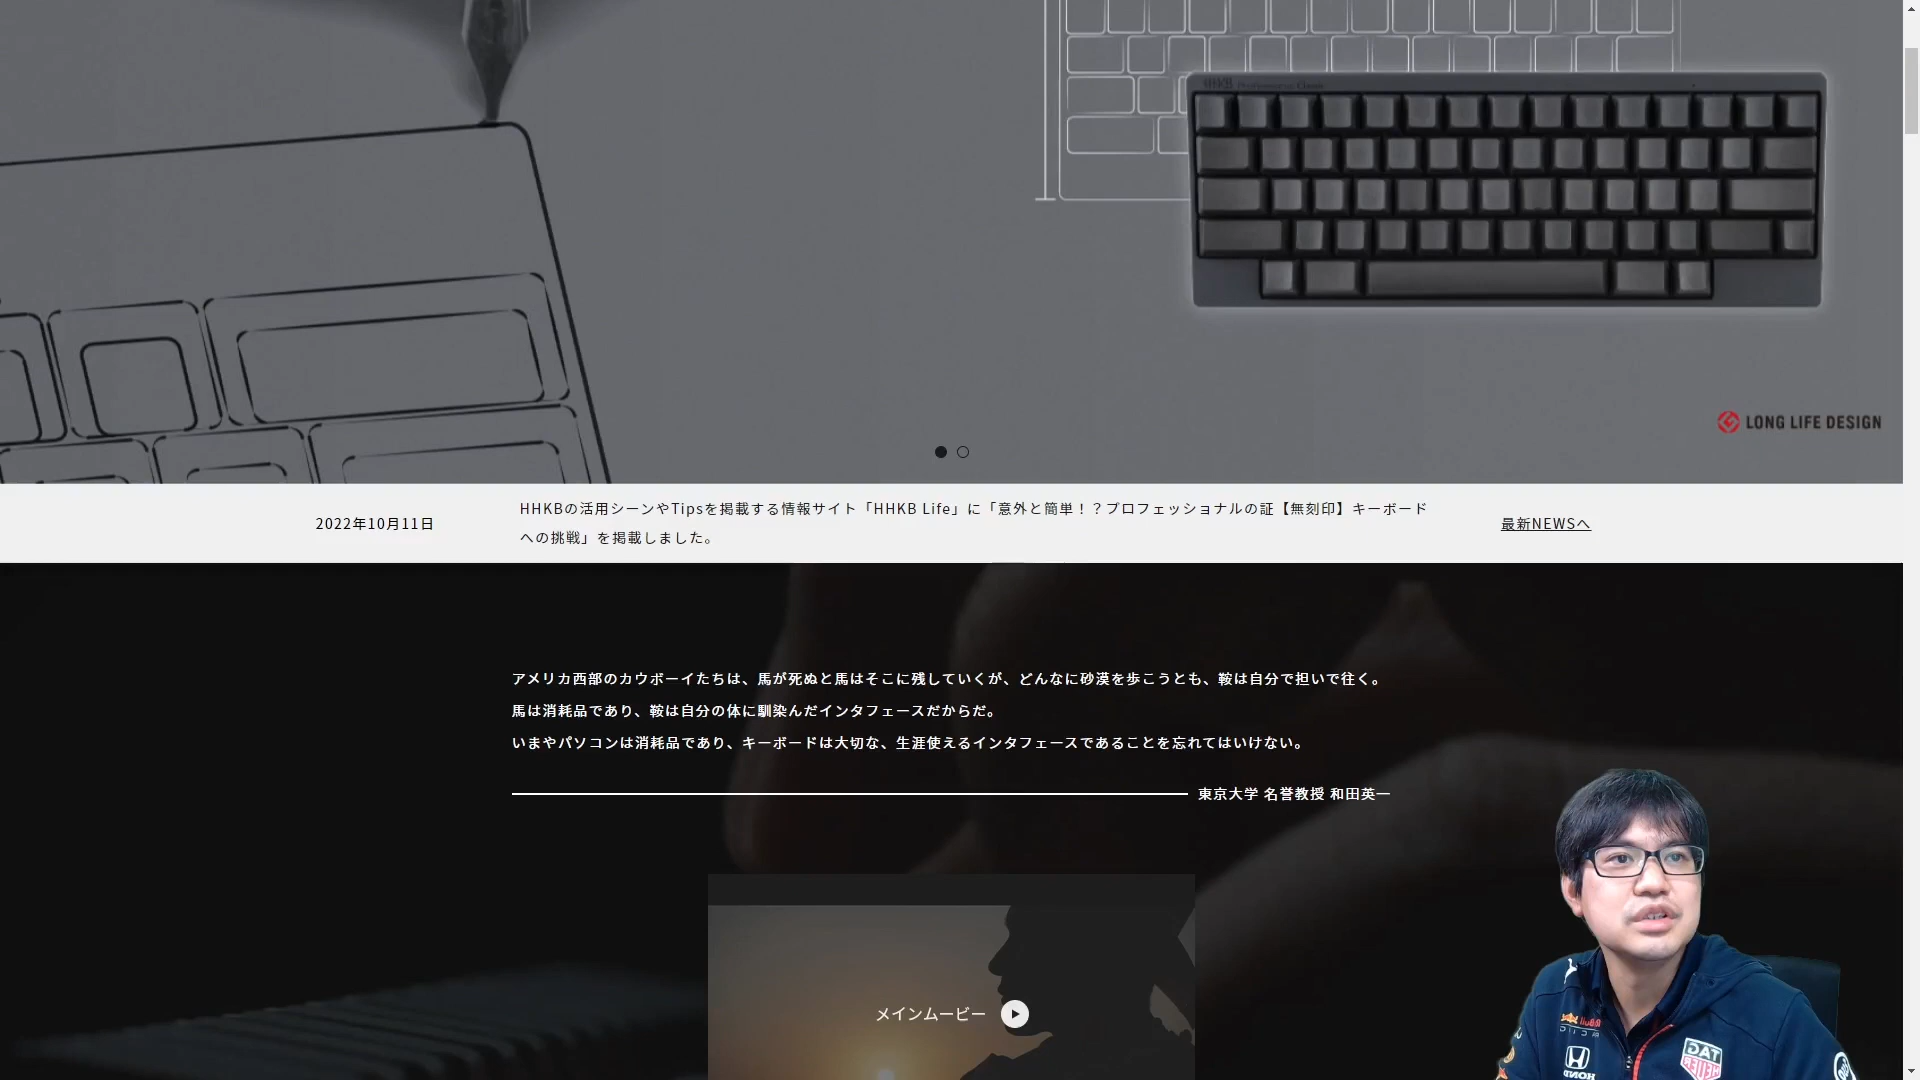 HHKB Professional Classic
LONG LIFE DESIGN
2022年10月11日
HHKBの活用シーンやTipsを掲載する情報サイト「HHKB Life」に「意外と簡単！？プロフェッショナルの証【無刻印】キーボード
への挑戦」を掲載しました。
最新NEWSへ
アメリカ西部のカウボーイたちは、馬が死ぬと馬はそこに残していくが、どんなに砂漠を歩こうとも、鞍は自分で担いで往く。
馬は消耗品であり、鞍は自分の体に馴染んだインタフェースだからだ。
いまやパソコンは消耗品であり、キーボードは大切な、生涯使えるインタフェースであることを忘れてはいけない。
東京大学 名誉教授 和田英一
メインムービー
HONDA
TAG
HEUER